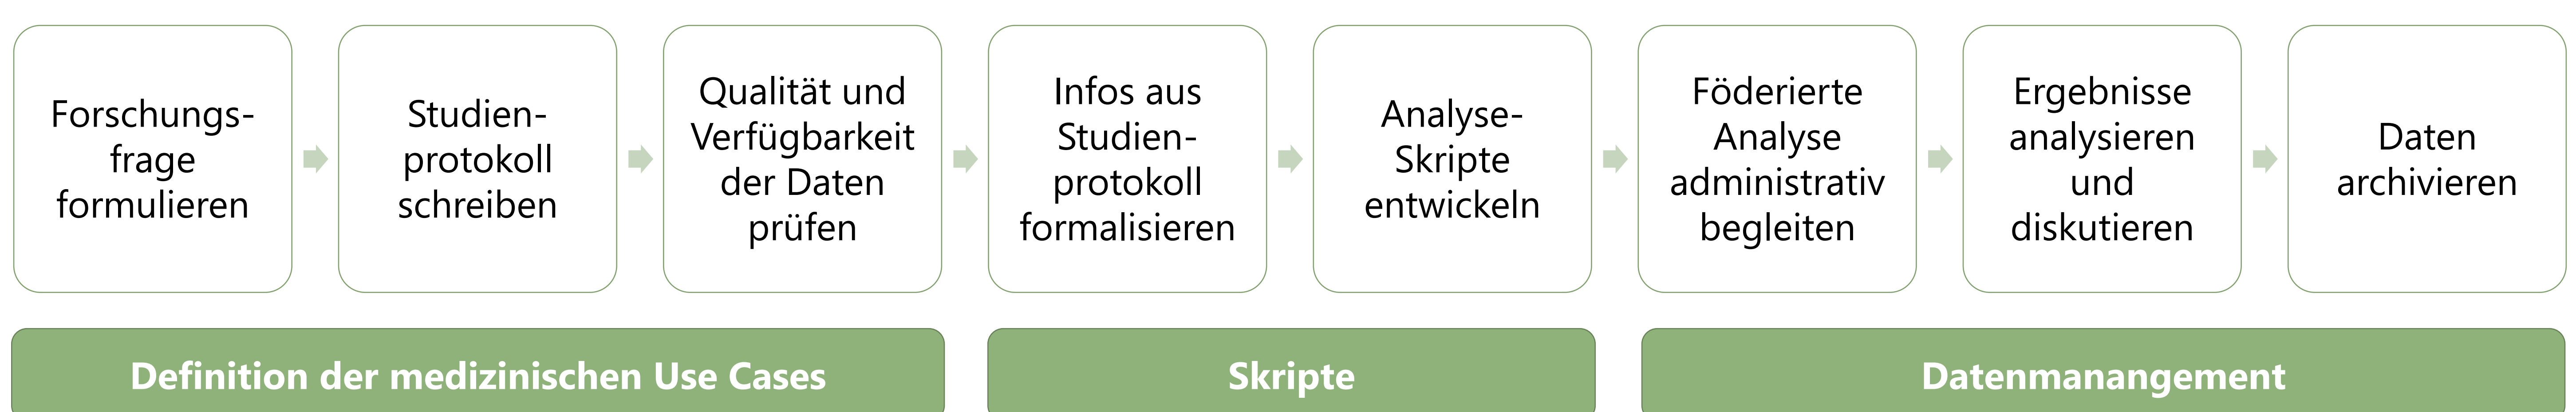 Forschungs-
frage
formulieren
Studien-
protokoll
schreiben
Qualität und
Verfügbarkeit
der Daten
prüfen
Infos aus
Studien-
protokoll
formalisieren
Analyse-
Skripte
entwickeln
Föderierte
Analyse
administrativ
begleiten
Ergebnisse
analysieren
und
diskutieren
Daten
archivieren
Definition der medizinischen Use Cases
Skripte
Datenmanangement